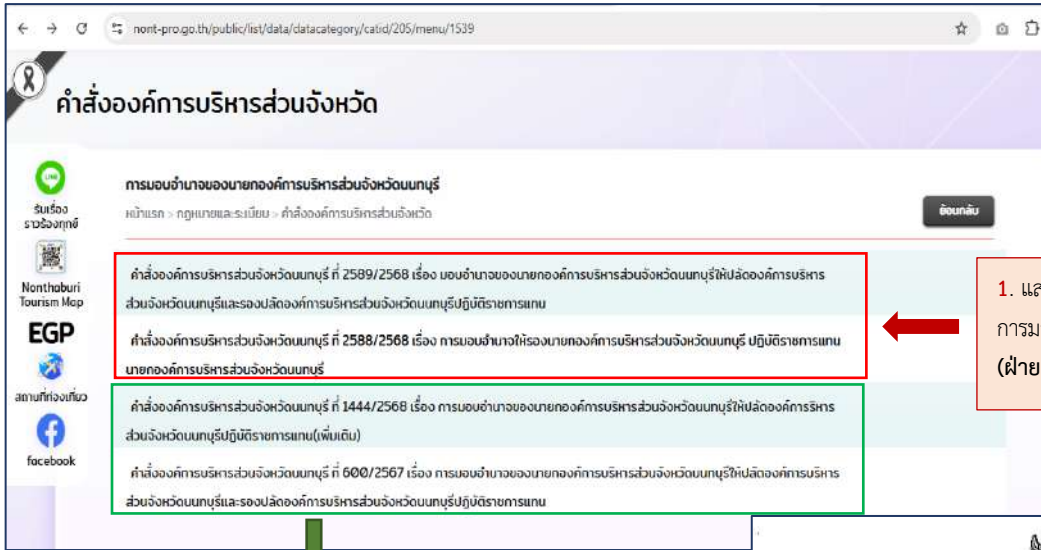 nont-pro.go.th/public/list/data/datacategory/catid/205/menu/1539
คำสั่งองค์การบริหารส่วนจังหวัด
รับเรื่อง
ราวร้องทุกข์
Nonthaburi
Tourism Map
EGP
สถานที่ท่องเที่ยว
facebook
การมอบอำนาจของนายกองค์การบริหารส่วนจังหวัดนนทบุรี
หน้าแรก > กฎหมายและระเบียบ > คำสั่งองค์การบริหารส่วนจังหวัด
ย้อนกลับ
คำสั่งองค์การบริหารส่วนจังหวัดนนทบุรี ที่ 2589/2568 เรื่อง มอบอำนาจของนายกองค์การบริหารส่วนจังหวัดนนทบุรีให้ปลัดองค์การบริหาร
ส่วนจังหวัดนนทบุรีและรองปลัดองค์การบริหารส่วนจังหวัดนนทบุรีปฏิบัติราชการแทน
คำสั่งองค์การบริหารส่วนจังหวัดนนทบุรี ที่ 2588/2568 เรื่อง การมอบอำนาจให้รองนายกองค์การบริหารส่วนจังหวัดนนทบุรี ปฏิบัติราชการแทน
นายกองค์การบริหารส่วนจังหวัดนนทบุรี
คำสั่งองค์การบริหารส่วนจังหวัดนนทบุรี ที่ 1444/2568 เรื่อง การมอบอำนาจของนายกองค์การบริหารส่วนจังหวัดนนทบุรีให้ปลัดองค์การริหาร
ส่วนจังหวัดนนทบุรีปฏิบัติราชการแทน(เพิ่มเติม)
คำสั่งองค์การบริหารส่วนจังหวัดนนทบุรี ที่ 600/2567 เรื่อง การมอบอำนาจของนายกองค์การบริหารส่วนจังหวัดนนทบุรีให้ปลัดองค์การบริหาร
ส่วนจังหวัดนนทบุรีและรองปลัดองค์การบริหารส่วนจังหวัดนนทบุรีปฏิบัติราชการแทน
1. แส
การม
(ฝ่าย